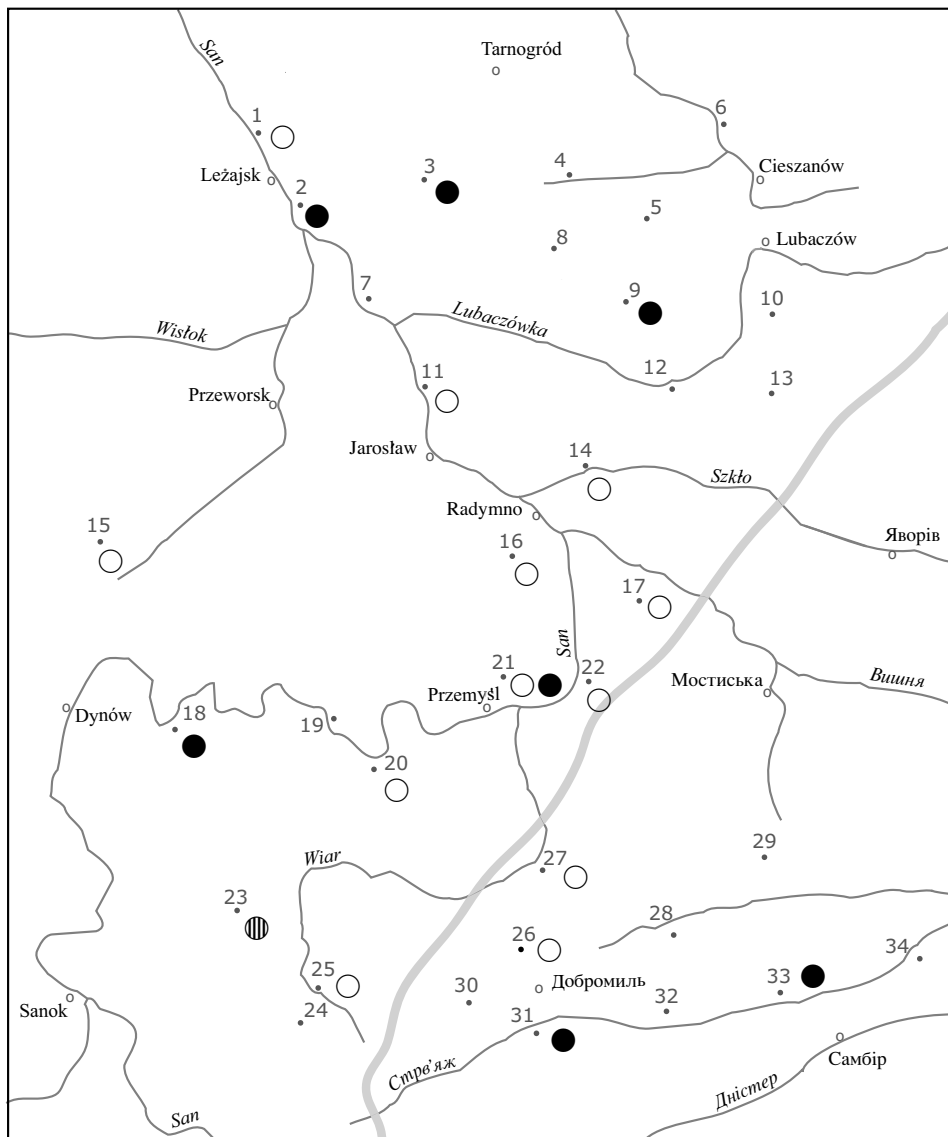 San
Tarnogród
1
6
3
4
Leżajsk
Cieszanów
2
5
8
Lubaczów
7
9
10
Lubaczówka
Wisłok
11
12
13
Przeworsk
Jarosław
14
Szkło
Radymno
15
16
Яворів
17
San
21
22
Мостиська
Вишня
Przemyśl
Dynów
18
19
20
29
Wiar
27
23
28
26
34
25
Добромиль
33
30
Sanok
24
32
31
Самбір
Стрв'яж
Дністер
San